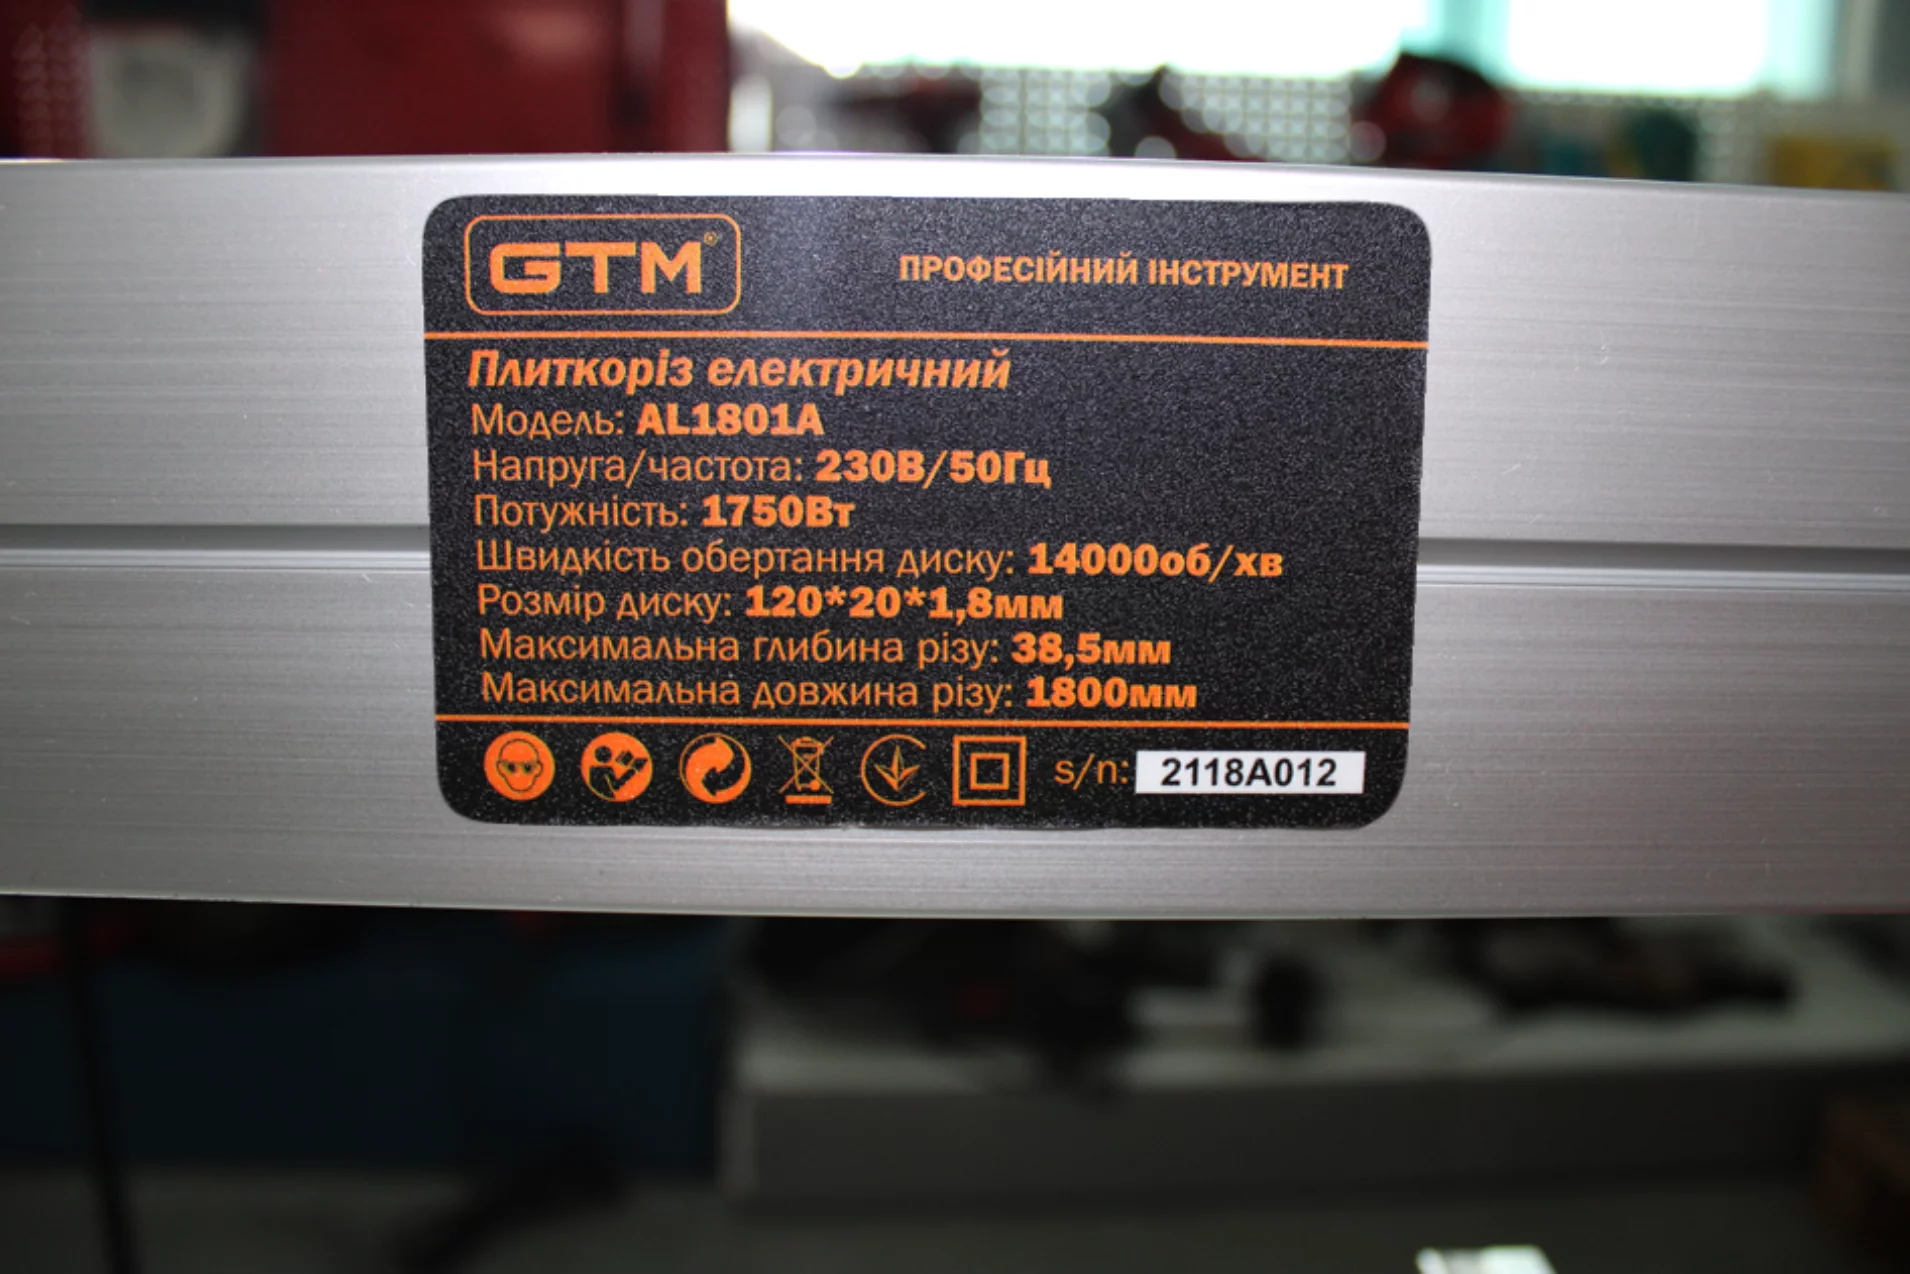 GTM®
ПРОФЕСІЙНИЙ ІНСТРУМЕНТ
Плиткоріз електричний
Модель: AL1801A
Напруга/частота: 230В/50Гц
Потужність: 1750Вт
Швидкість обертання диску: 14000об/хв
Розмір диску: 120*20*1,8мм
Максимальна глибина різу: 38,5мм
Максимальна довжина різу: 1800мм
s/n: 2118A012